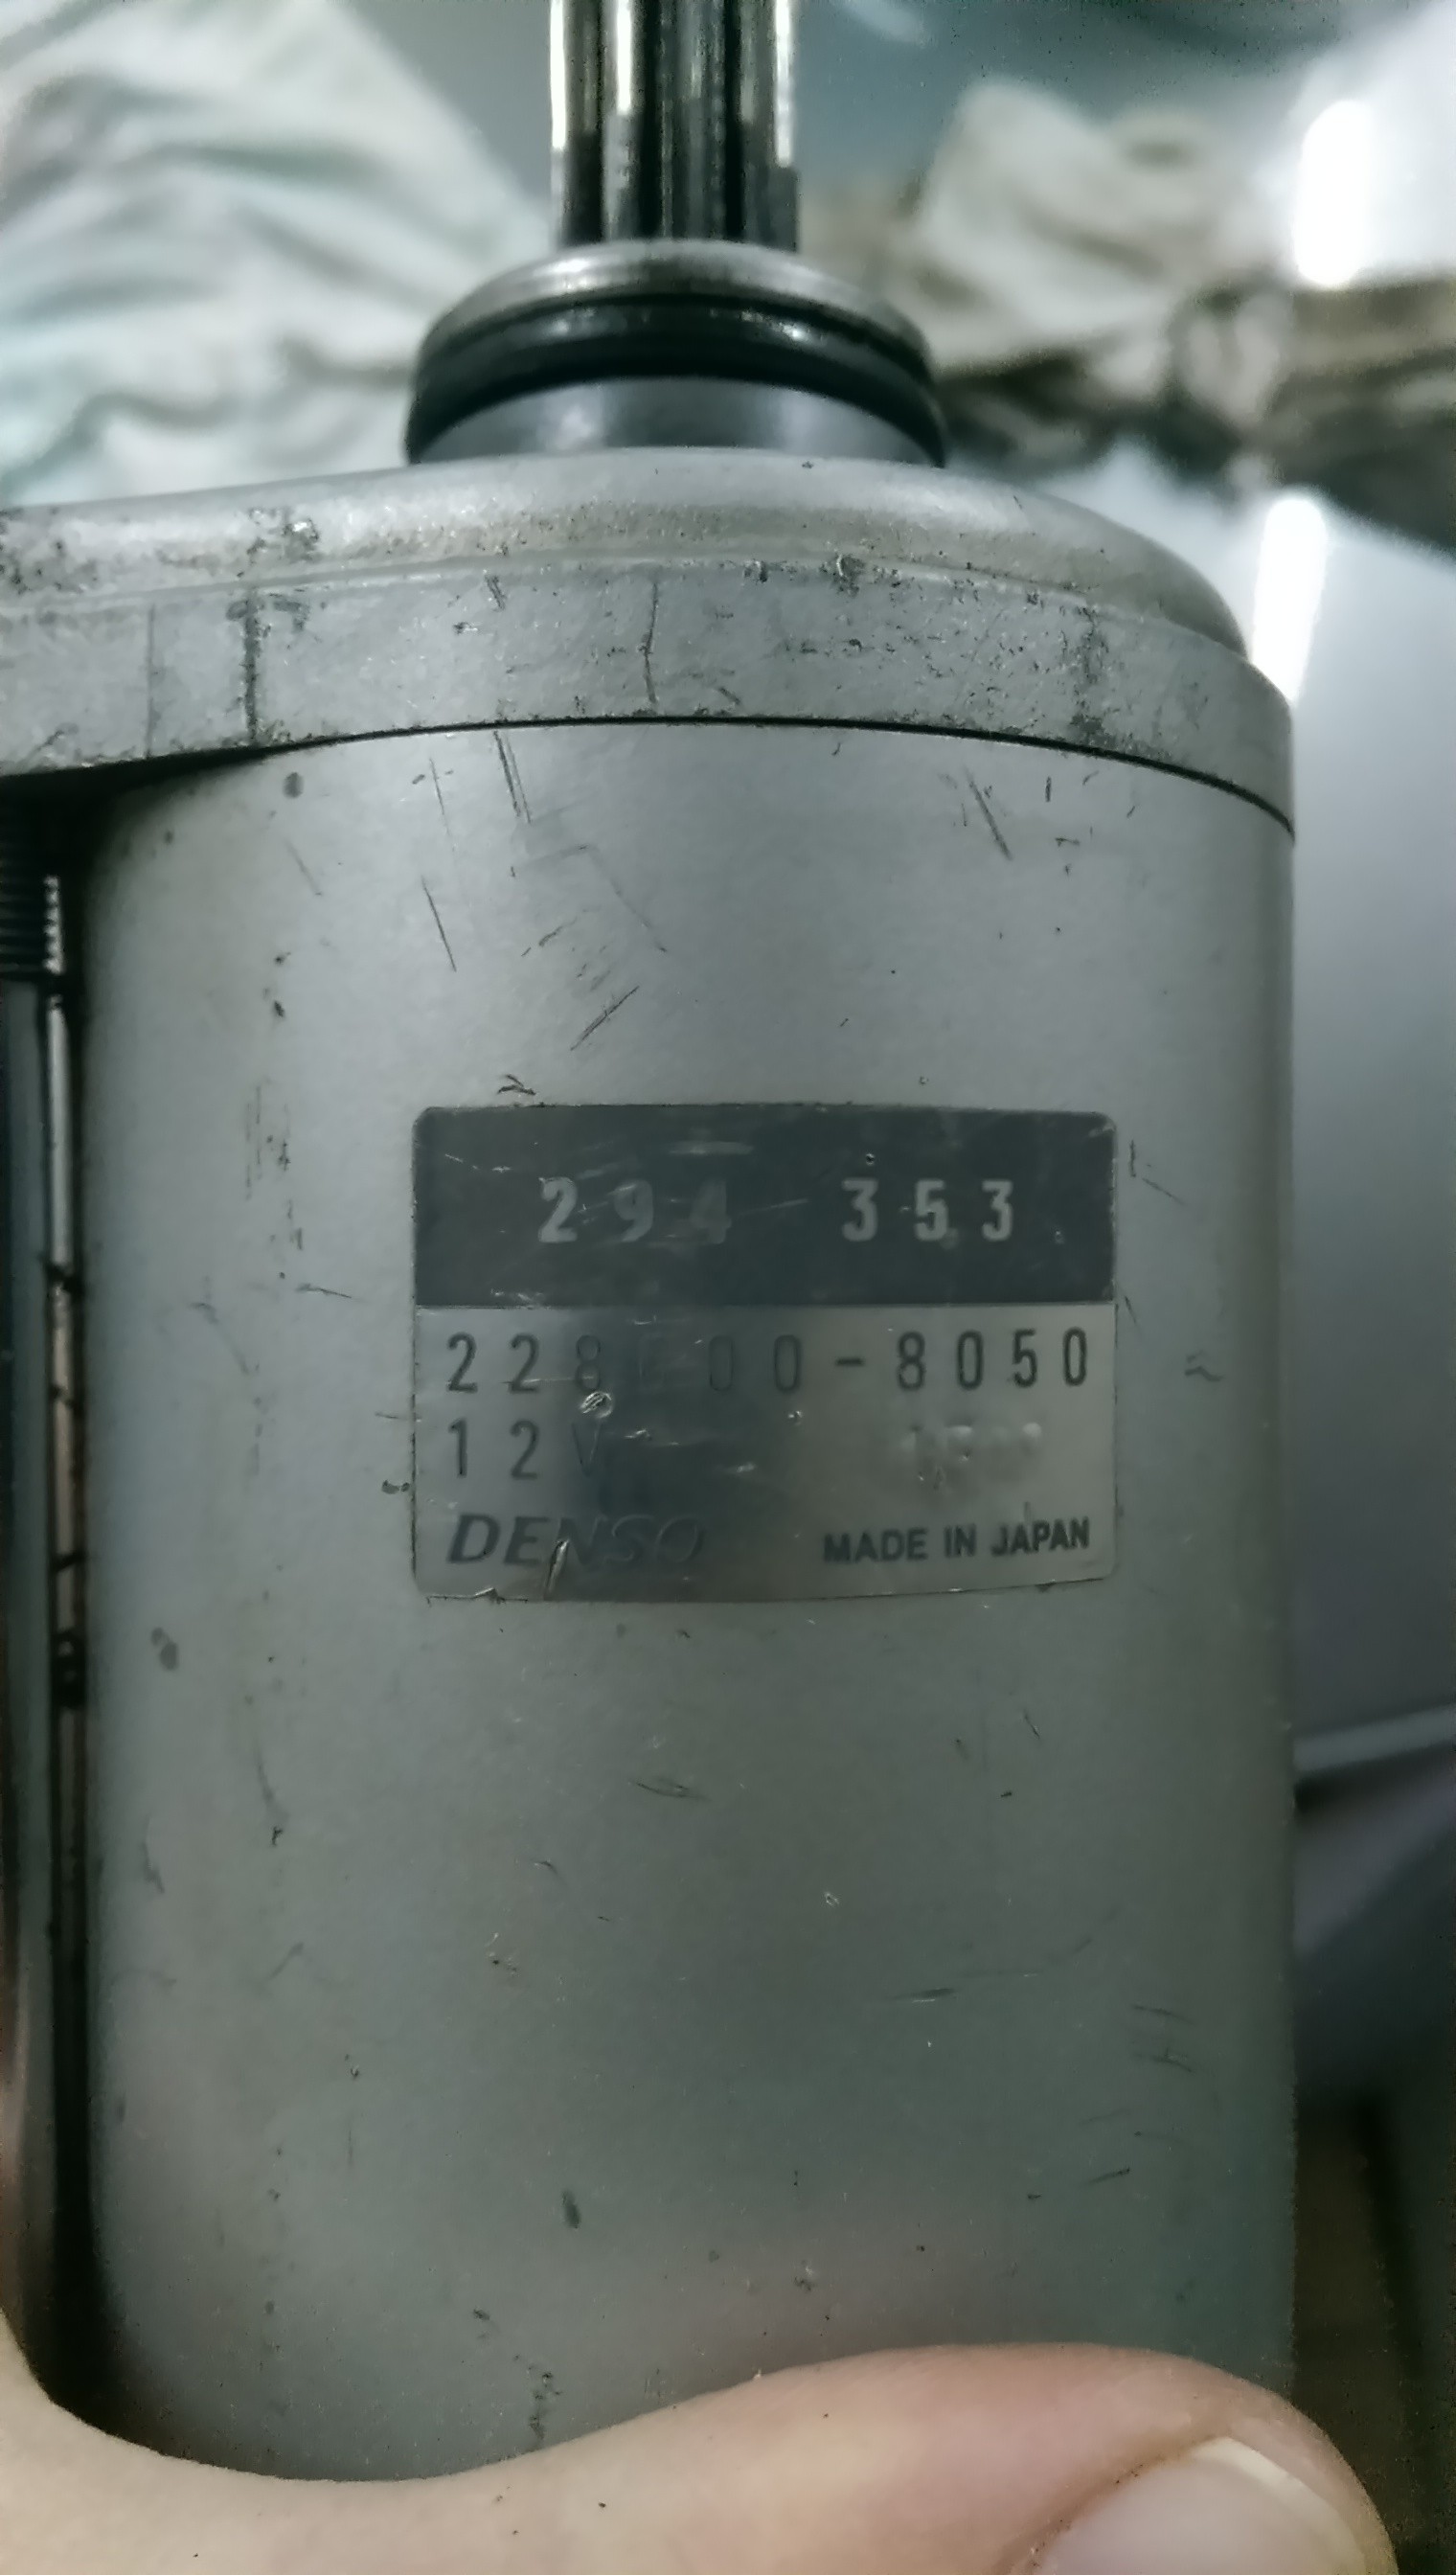 294 353
228000-8050
12V
DENSO MADE IN JAPAN